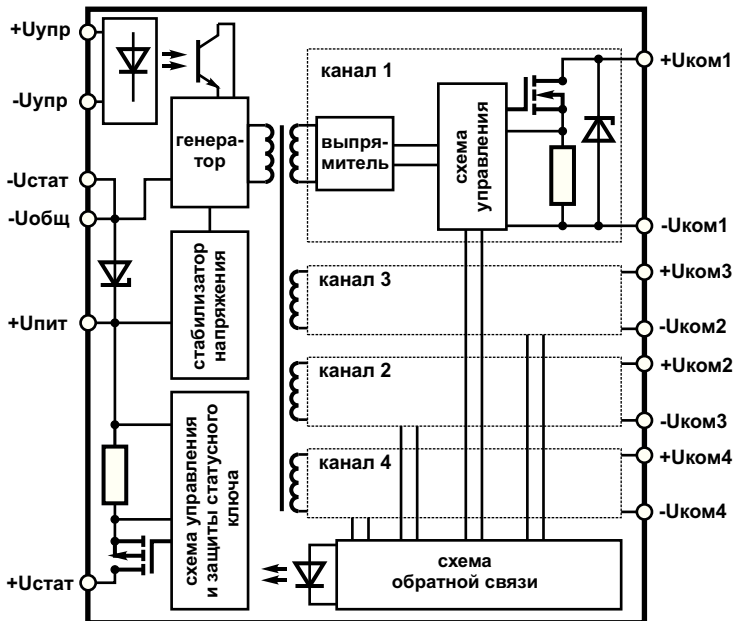 +Uупр
-Uупр
-Uстат
-Uобщ
+Uпит
+Uстат
генера-
тор
стабилизатор
напряжения
схема управления
и защиты статусного
ключа
канал 1
выпря-
митель
схема
управления
канал 3
канал 2
канал 4
схема
обратной связи
+Uком1
-Uком1
+Uком3
-Uком2
+Uком2
-Uком3
+Uком4
-Uком4